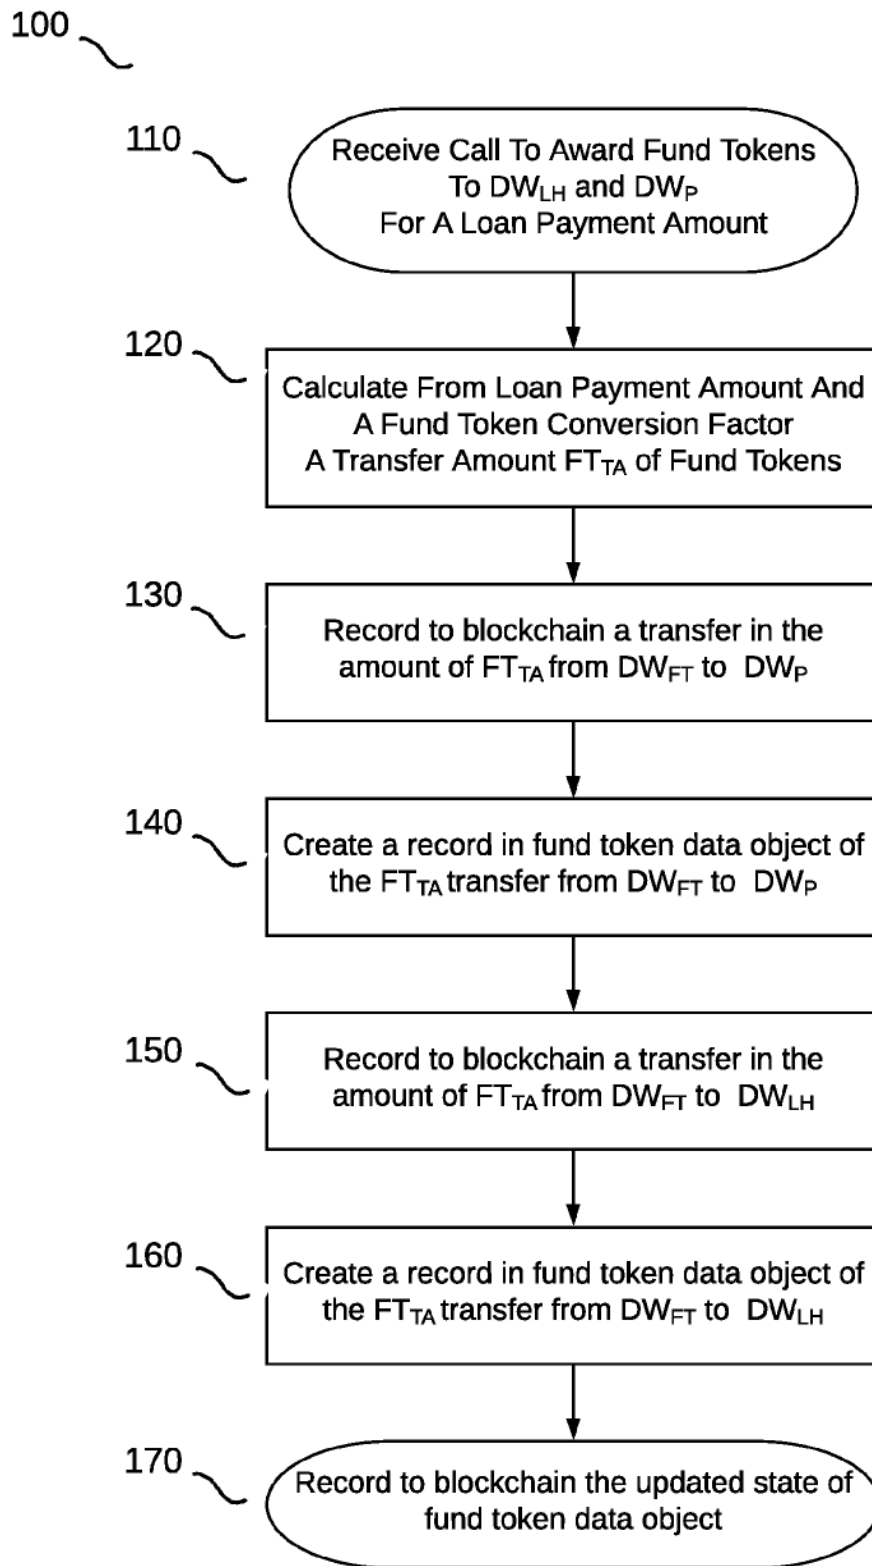 100
110
Receive Call To Award Fund Tokens
To DWLH and DWP
For A Loan Payment Amount
120
Calculate From Loan Payment Amount And
A Fund Token Conversion Factor
A Transfer Amount FTTA of Fund Tokens
130
Record to blockchain a transfer in the
amount of FTTA from DWFT to DWP
140
Create a record in fund token data object of
the FTTA transfer from DWFT to DWP
150
Record to blockchain a transfer in the
amount of FTTA from DWFT to DWLH
160
Create a record in fund token data object of
the FTTA transfer from DWFT to DWLH
170
Record to blockchain the updated state of
fund token data object